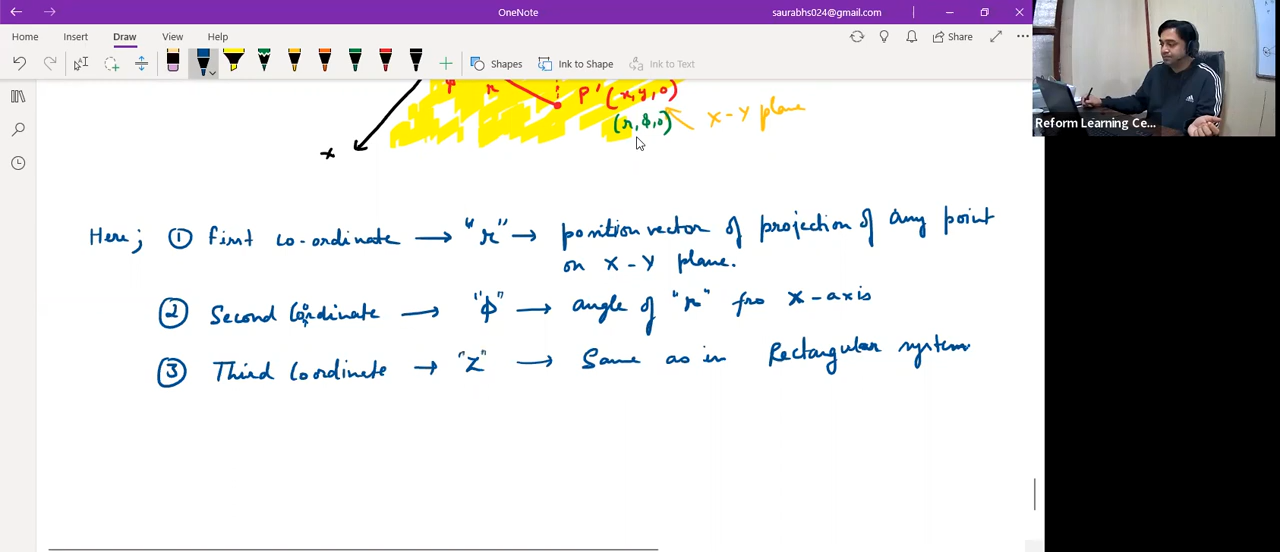 OneNote
saurabhs024@gmail.com
Home Insert Draw View Help
Share
Shapes Ink to Shape Ink to Text
Reform Learning Ce...
ϕ r P' (x, y, 0)
(r, ϕ, 0) X - Y plane
x
Here; ① First co-ordinate → "r" → position vector of projection of any point
on X - Y plane.
② Second Coordinate → "ϕ" → angle of "r" fro X - axis
③ Third Coordinate → "Z" → Same as in Rectangular system